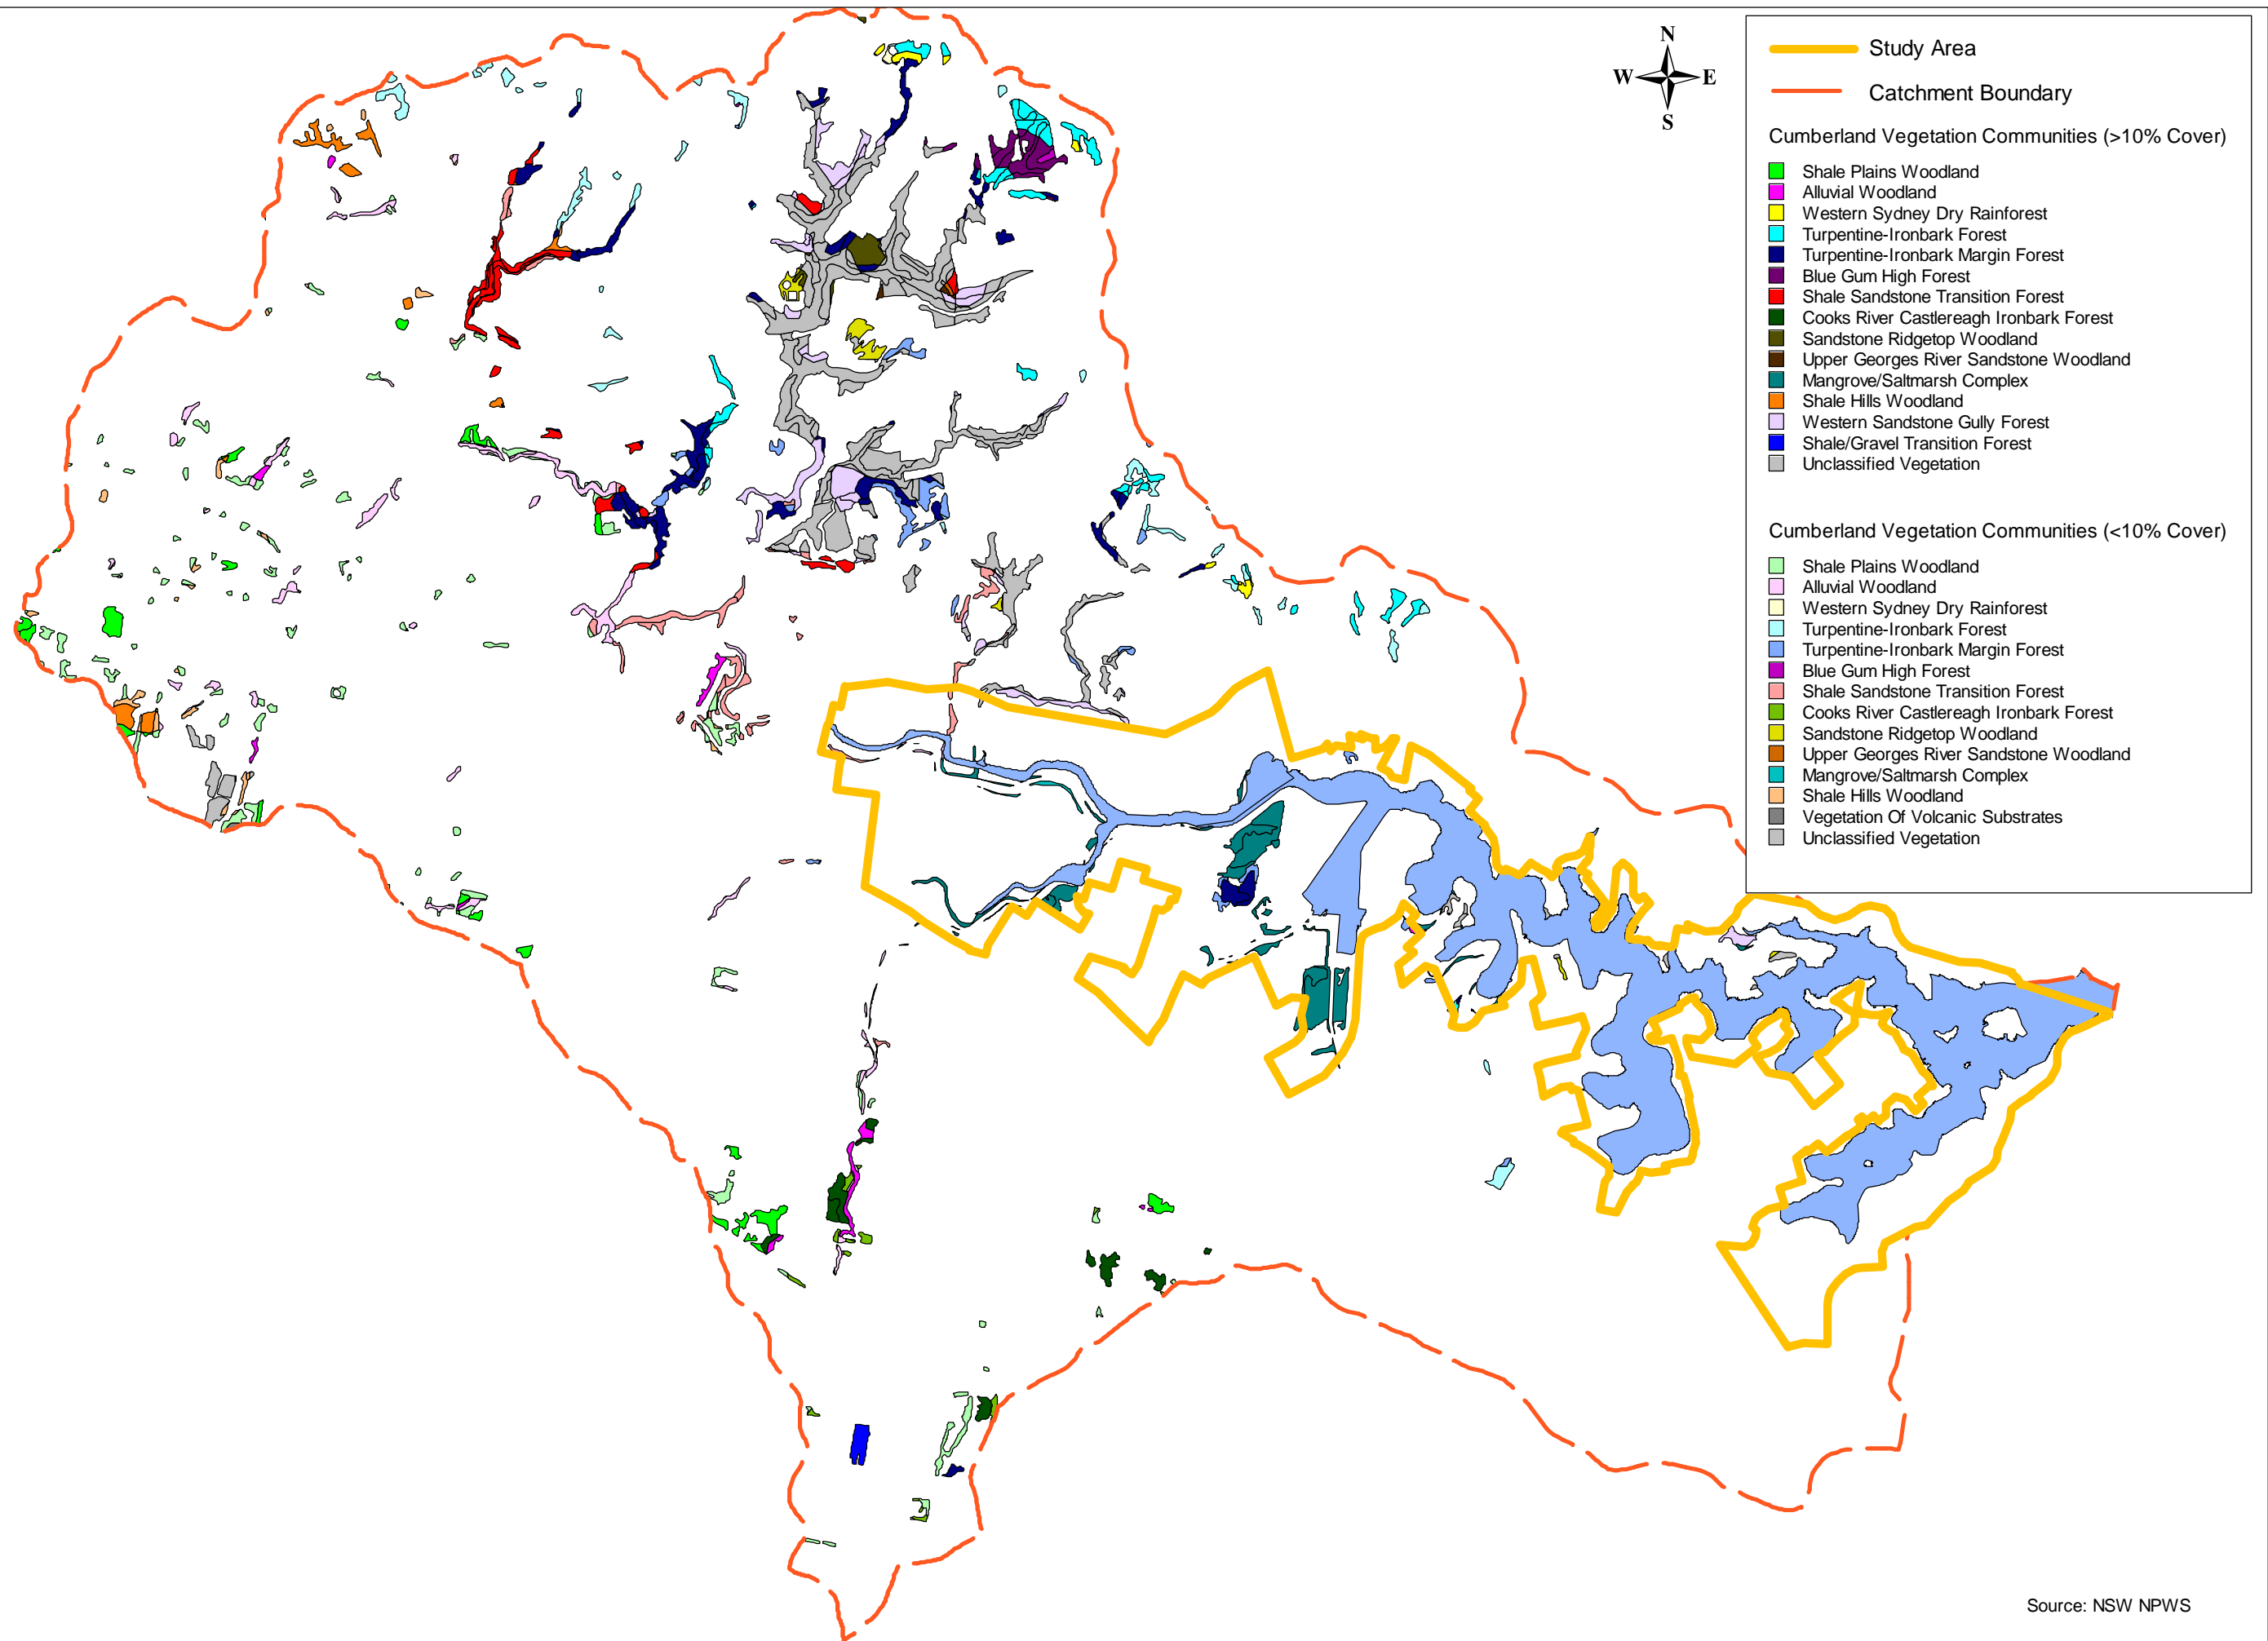 N
W E
S
Study Area
Catchment Boundary
Cumberland Vegetation Communities (>10% Cover)
Shale Plains Woodland
Alluvial Woodland
Western Sydney Dry Rainforest
Turpentine-Ironbark Forest
Turpentine-Ironbark Margin Forest
Blue Gum High Forest
Shale Sandstone Transition Forest
Cooks River Castlereagh Ironbark Forest
Sandstone Ridgetop Woodland
Upper Georges River Sandstone Woodland
Mangrove/Saltmarsh Complex
Shale Hills Woodland
Western Sandstone Gully Forest
Shale/Gravel Transition Forest
Unclassified Vegetation
Cumberland Vegetation Communities (<10% Cover)
Shale Plains Woodland
Alluvial Woodland
Western Sydney Dry Rainforest
Turpentine-Ironbark Forest
Turpentine-Ironbark Margin Forest
Blue Gum High Forest
Shale Sandstone Transition Forest
Cooks River Castlereagh Ironbark Forest
Sandstone Ridgetop Woodland
Upper Georges River Sandstone Woodland
Mangrove/Saltmarsh Complex
Shale Hills Woodland
Vegetation Of Volcanic Substrates
Unclassified Vegetation
Source: NSW NPWS